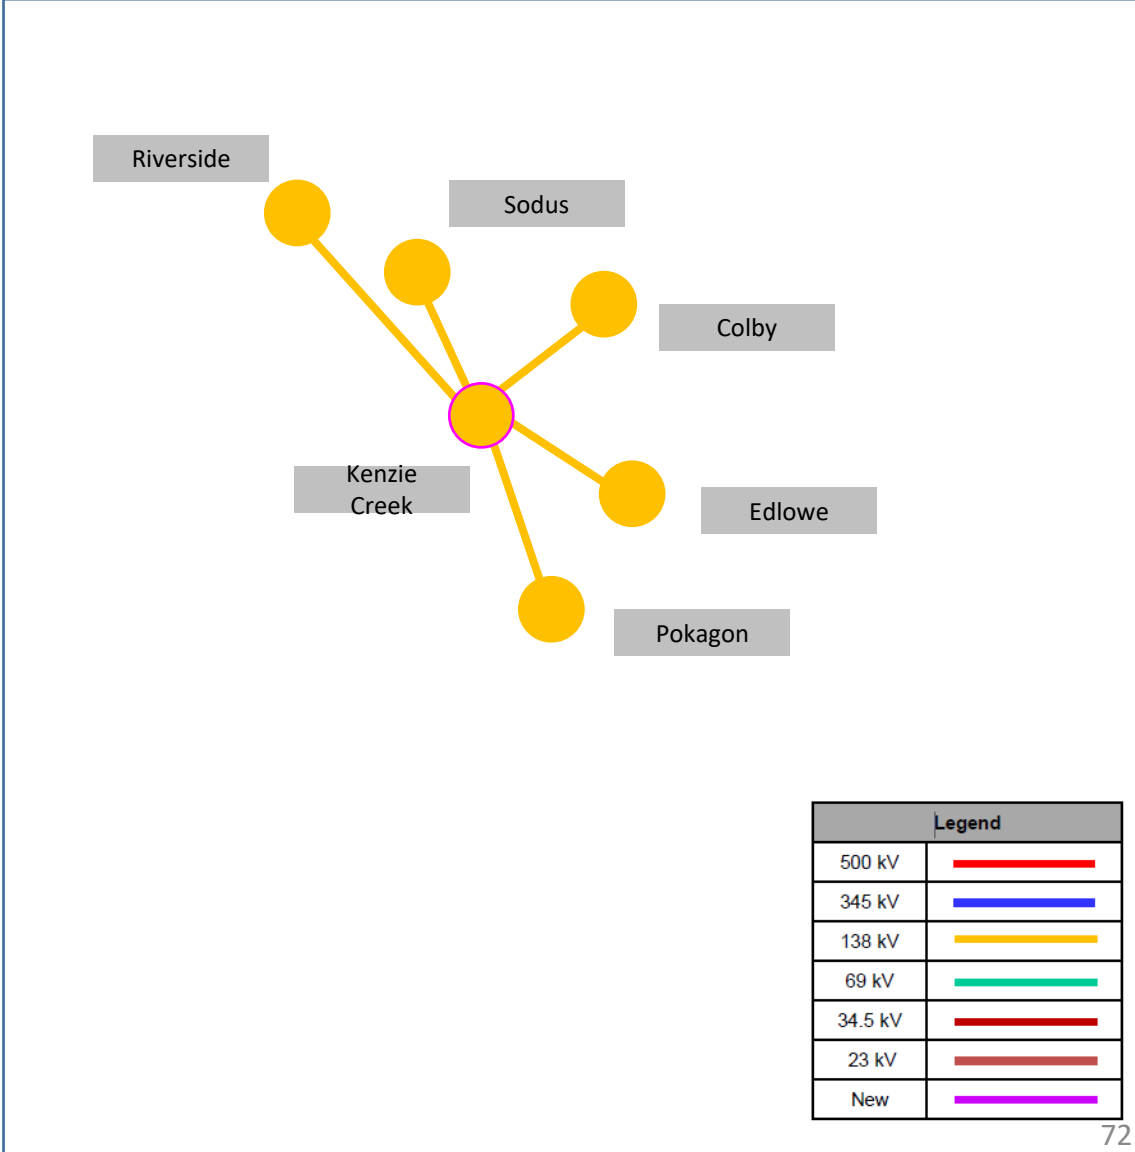 Riverside
Sodus
Colby
Kenzie
Creek
Edlowe
Pokagon
Legend
500 kV
345 kV
138 kV
69 kV
34.5 kV
23 kV
New
72